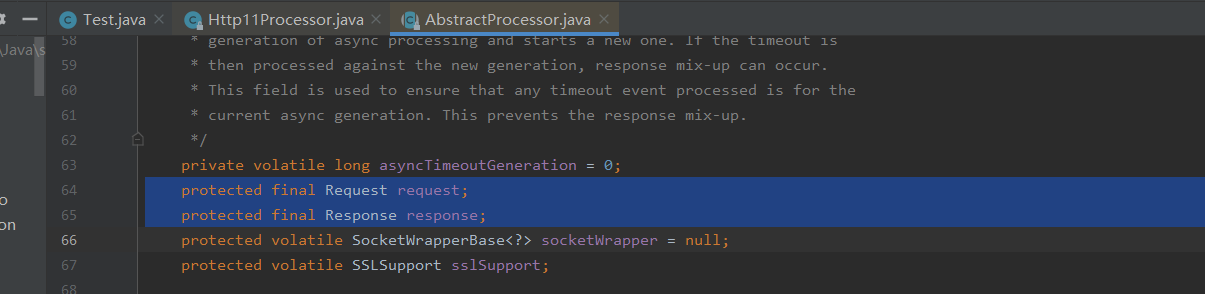 Test.java × Http11Processor.java × AbstractProcessor.java ×
\Java\s
58 * generation of async processing and starts a new one. If the timeout is
59 * then processed against the new generation, response mix-up can occur.
60 * This field is used to ensure that any timeout event processed is for the
61 * current async generation. This prevents the response mix-up.
62 */
63 private volatile long asyncTimeoutGeneration = 0;
64 protected final Request request;
o
65 protected final Response response;
on
66 protected volatile SocketWrapperBase<?> socketWrapper = null;
67 protected volatile SSLSupport sslSupport;
68